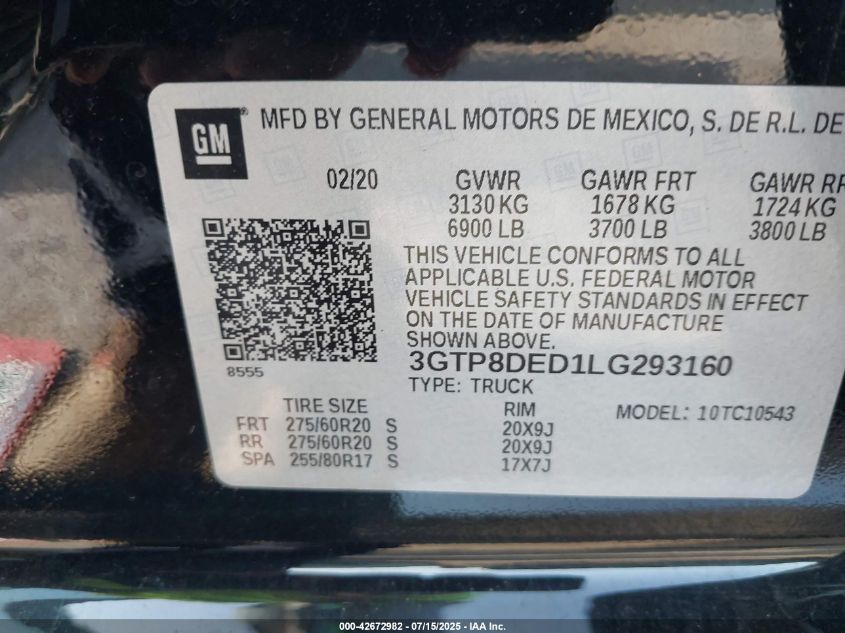 GM
MFD BY GENERAL MOTORS DE MEXICO, S. DE R.L. DE
02/20 GVWR GAWR FRT GAWR RR
3130 KG 1678 KG 1724 KG
6900 LB 3700 LB 3800 LB
THIS VEHICLE CONFORMS TO ALL
APPLICABLE U.S. FEDERAL MOTOR
VEHICLE SAFETY STANDARDS IN EFFECT
ON THE DATE OF MANUFACTURE
SHOWN ABOVE.
3GTP8DED1LG293160
8555
TYPE: TRUCK
TIRE SIZE RIM MODEL: 10TC10543
FRT 275/60R20 S 20X9J
RR 275/60R20 S 20X9J
SPA 255/80R17 S 17X7J
000-42672982 - 07/15/2025 - IAA Inc.